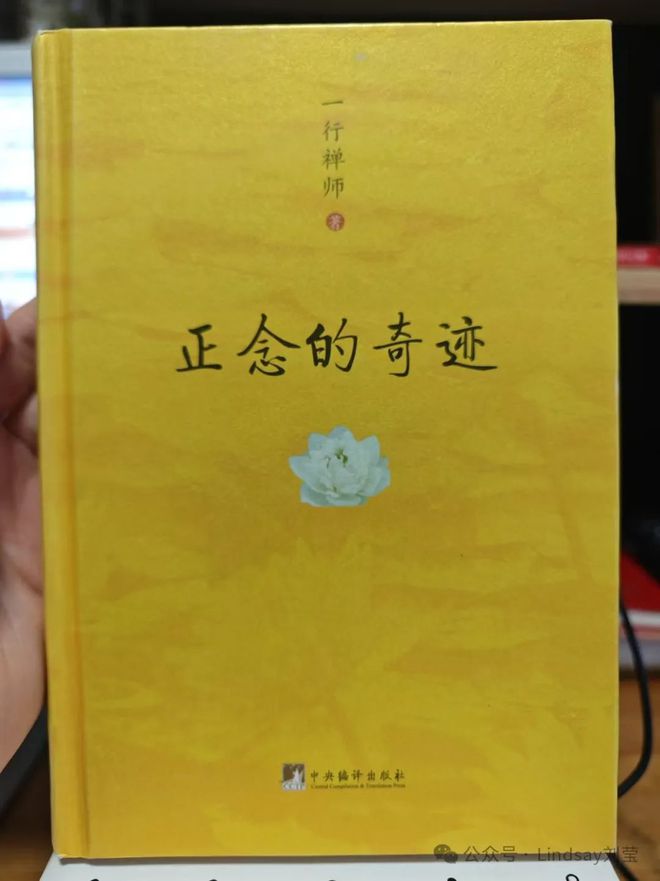 一行禅师
著
正念的奇迹
中央编译出版社
Central Compilation & Translation Press
公众号 · Lindsay刘莹